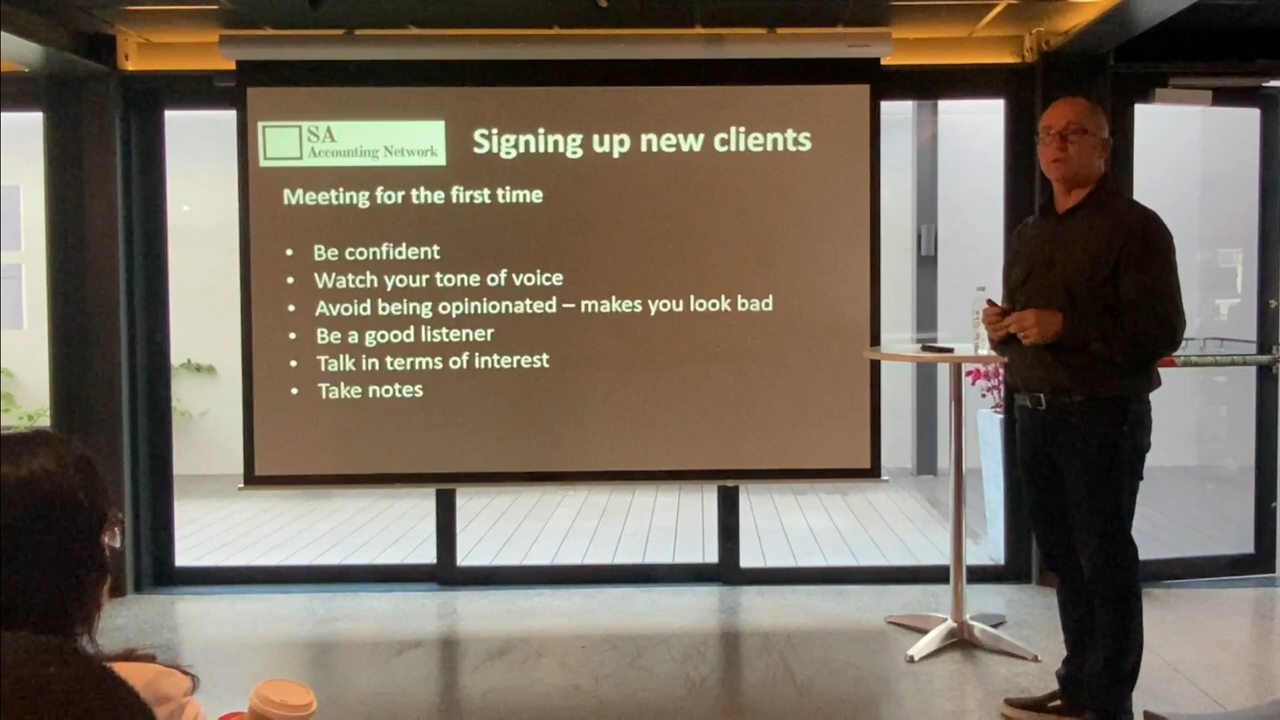 SA
Accounting Network
Signing up new clients
Meeting for the first time
• Be confident
• Watch your tone of voice
• Avoid being opinionated – makes you look bad
• Be a good listener
• Talk in terms of interest
• Take notes